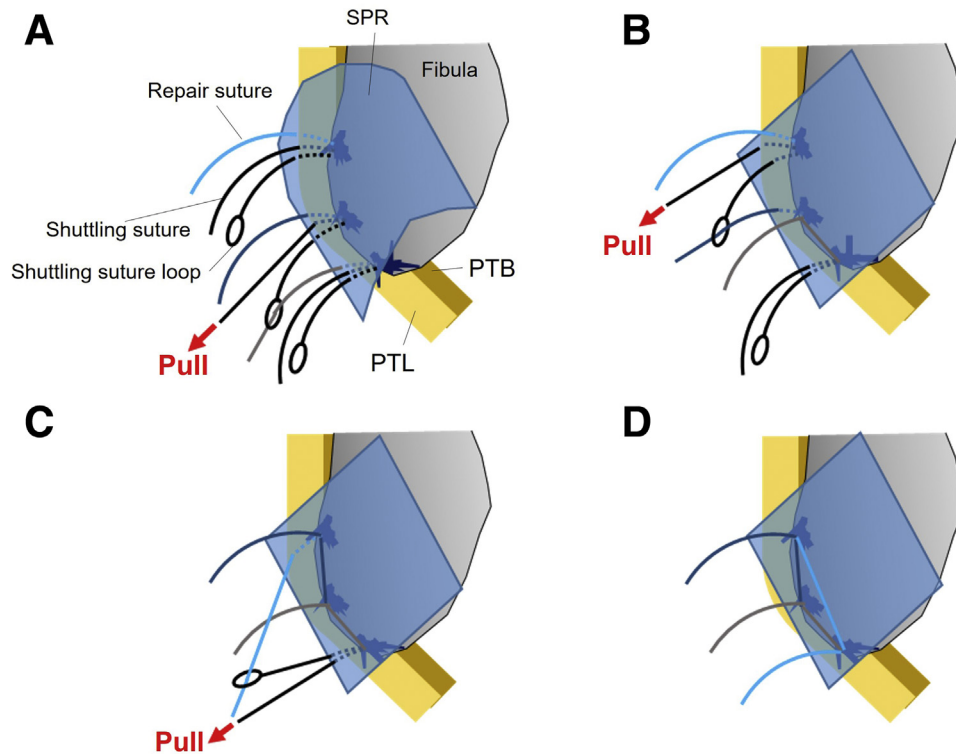 A
SPR
Fibula
Repair suture
Shuttling suture
Shuttling suture loop
PTB
PTL
Pull
B
Pull
C
Pull
D